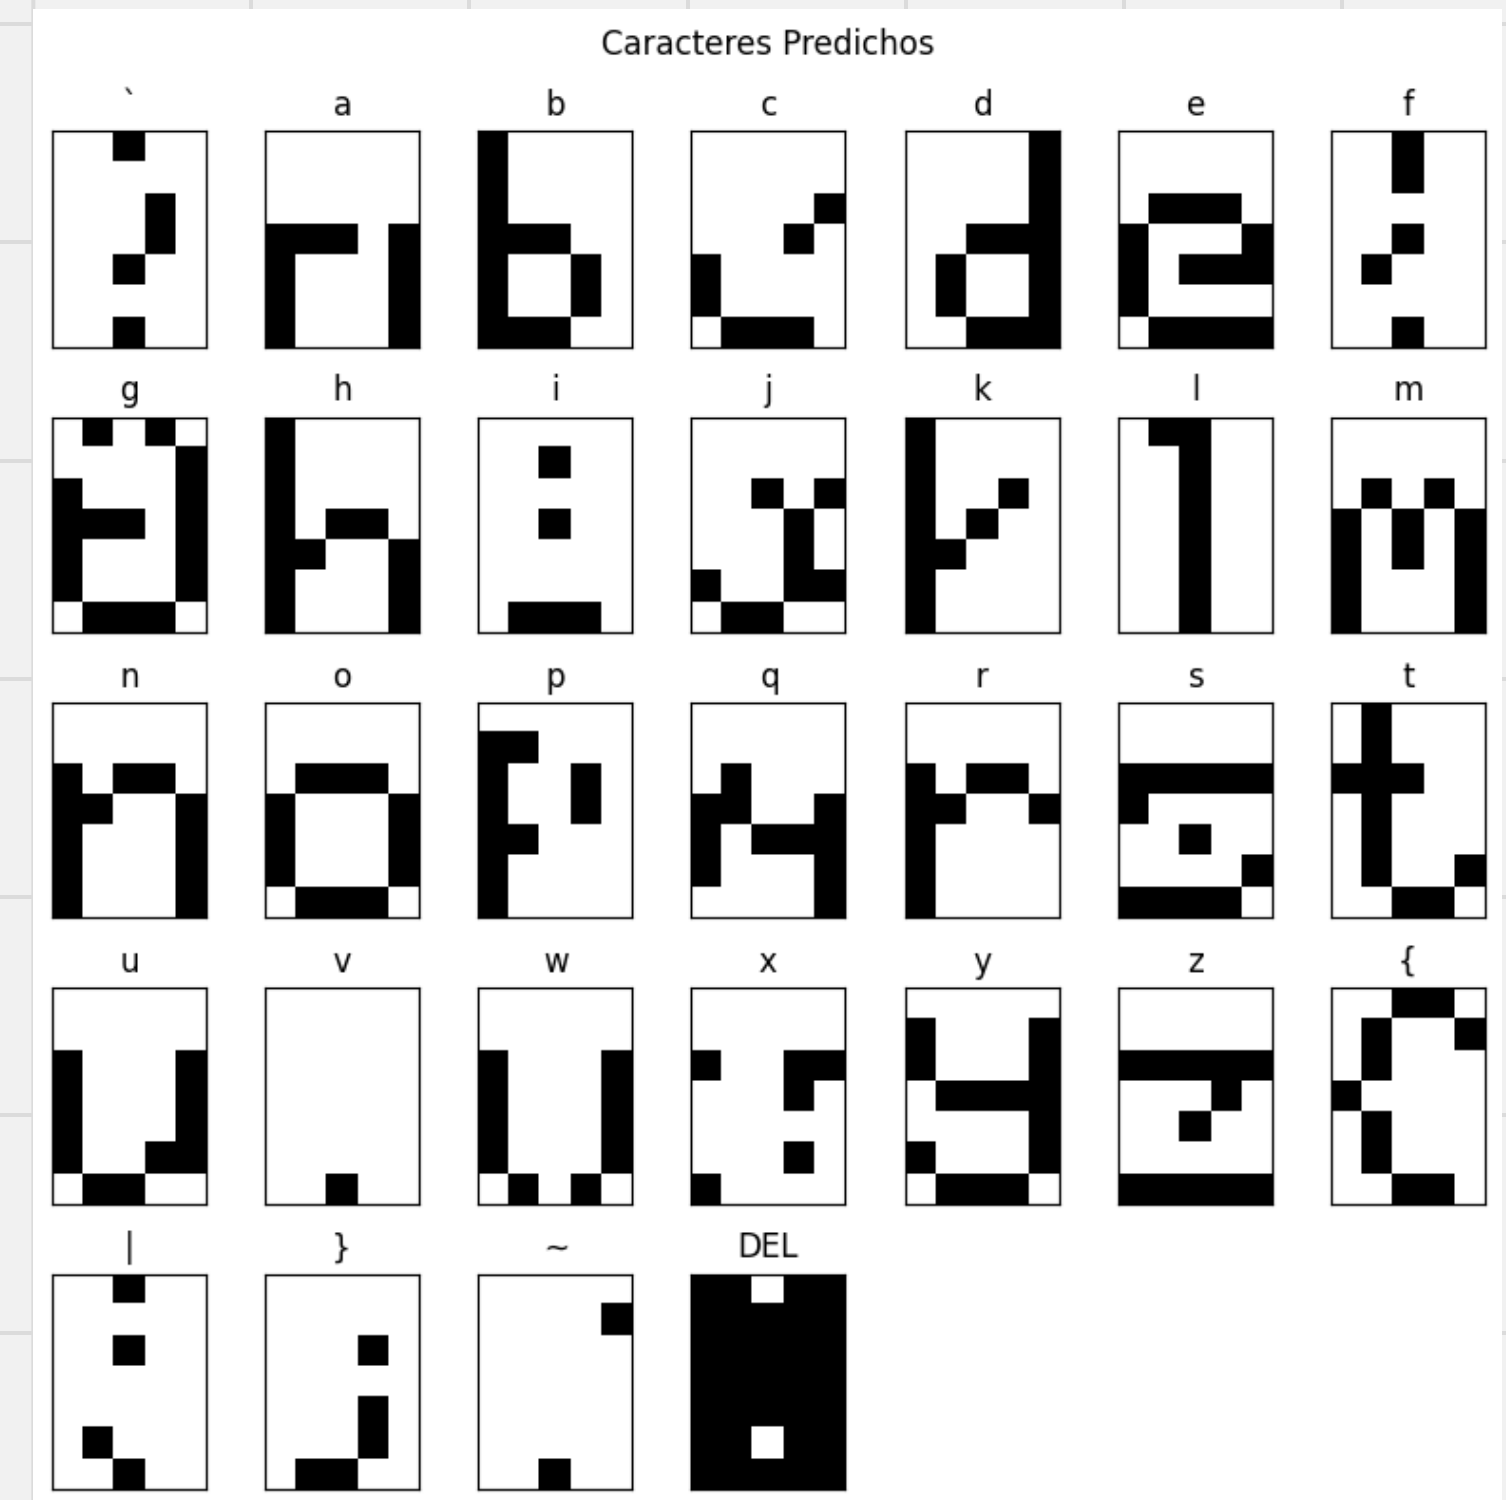 Caracteres Predichos
` a b c d e f
g h i j k l m
n o p q r s t
u v w x y z {
| } ~ DEL